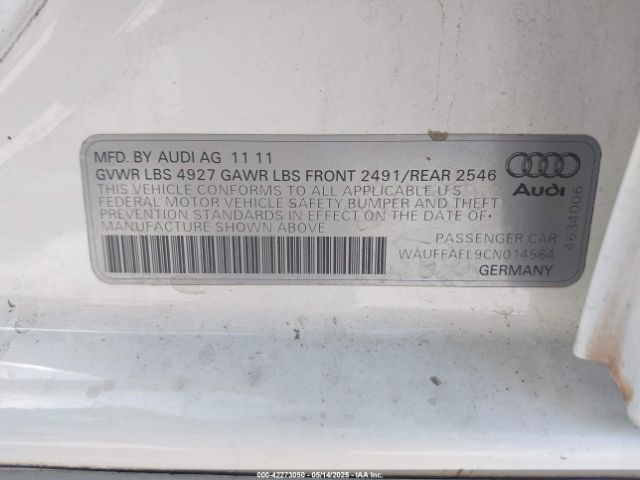 MFD. BY AUDI AG 11 11
GVWR LBS 4927 GAWR LBS FRONT 2491/REAR 2546
THIS VEHICLE CONFORMS TO ALL APPLICABLE U S
FEDERAL MOTOR VEHICLE SAFETY BUMPER AND THEFT
PREVENTION STANDARDS IN EFFECT ON THE DATE OF
MANUFACTURE SHOWN ABOVE
Audi
4634006
PASSENGER CAR
WAUFFAFL9CN014564
GERMANY
000-42273050 - 05/14/2025 - IAA Inc.